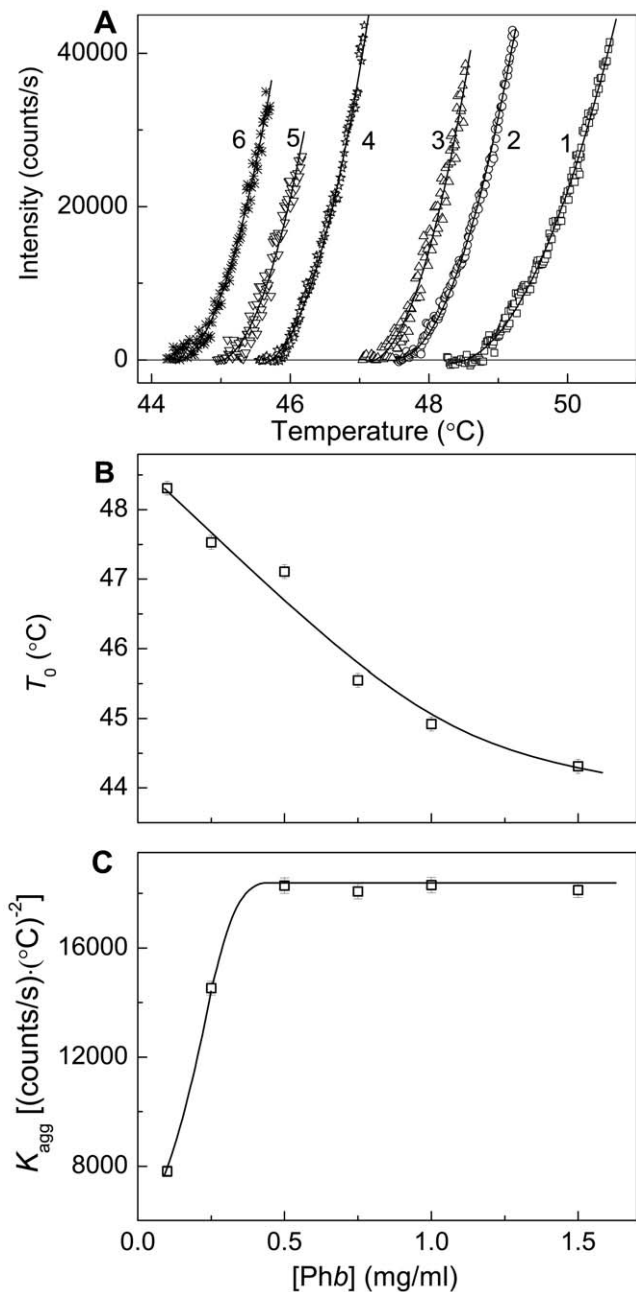 A
Intensity (counts/s)
40000
20000
0
6 5 4 3 2 1
44 46 48 50
Temperature (°C)
B
T0 (°C)
48
47
46
45
44
C
Kagg [(counts/s)·(°C)-2]
16000
12000
8000
0.0 0.5 1.0 1.5
[Phb] (mg/ml)